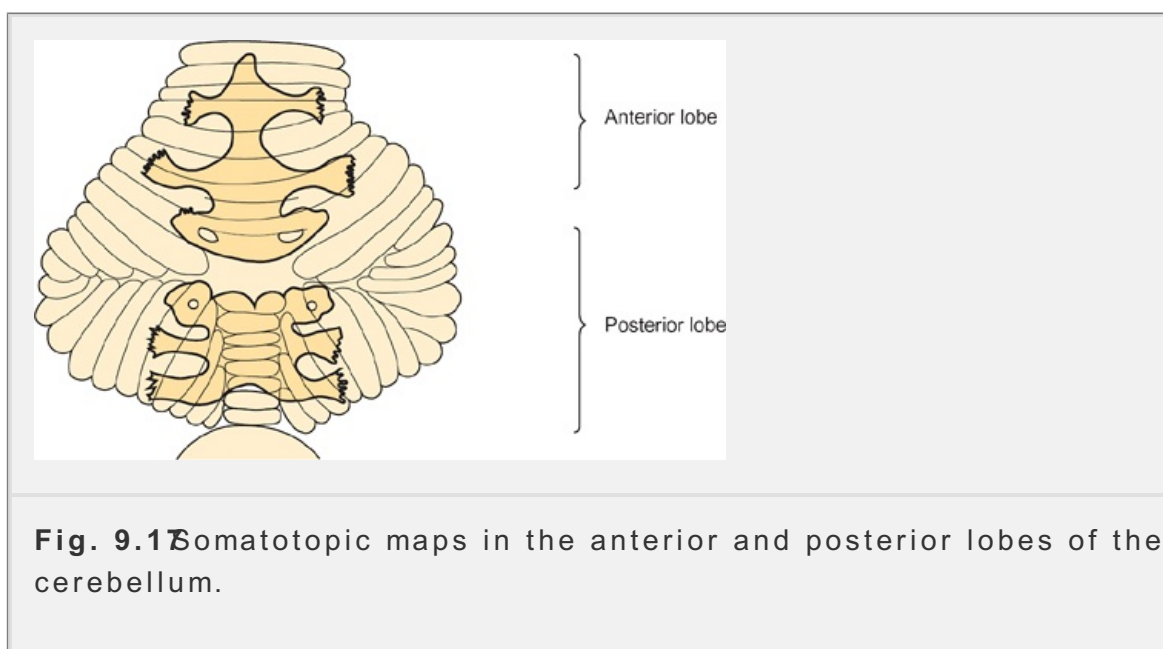 Anterior lobe
Posterior lobe
Fig. 9.17Somatotopic maps in the anterior and posterior lobes of the
cerebellum.